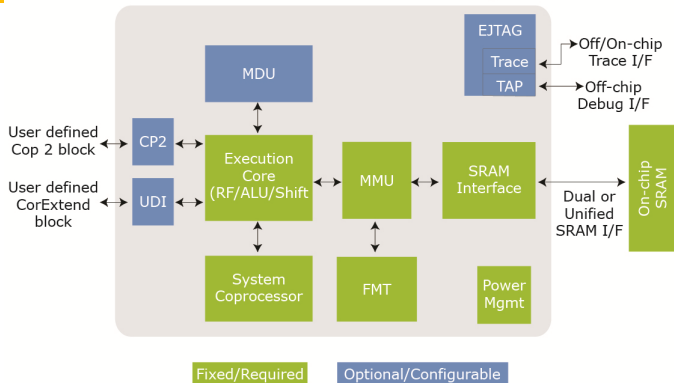 EJTAG
Trace
TAP
Off/On-chip
Trace I/F
Off-chip
Debug I/F
MDU
User defined
Cop 2 block
CP2
Execution
Core
(RF/ALU/Shift
MMU
SRAM
Interface
On-chip
SRAM
User defined
CorExtend
block
UDI
Dual or
Unified
SRAM I/F
System
Coprocessor
FMT
Power
Mgmt
Fixed/Required
Optional/Configurable